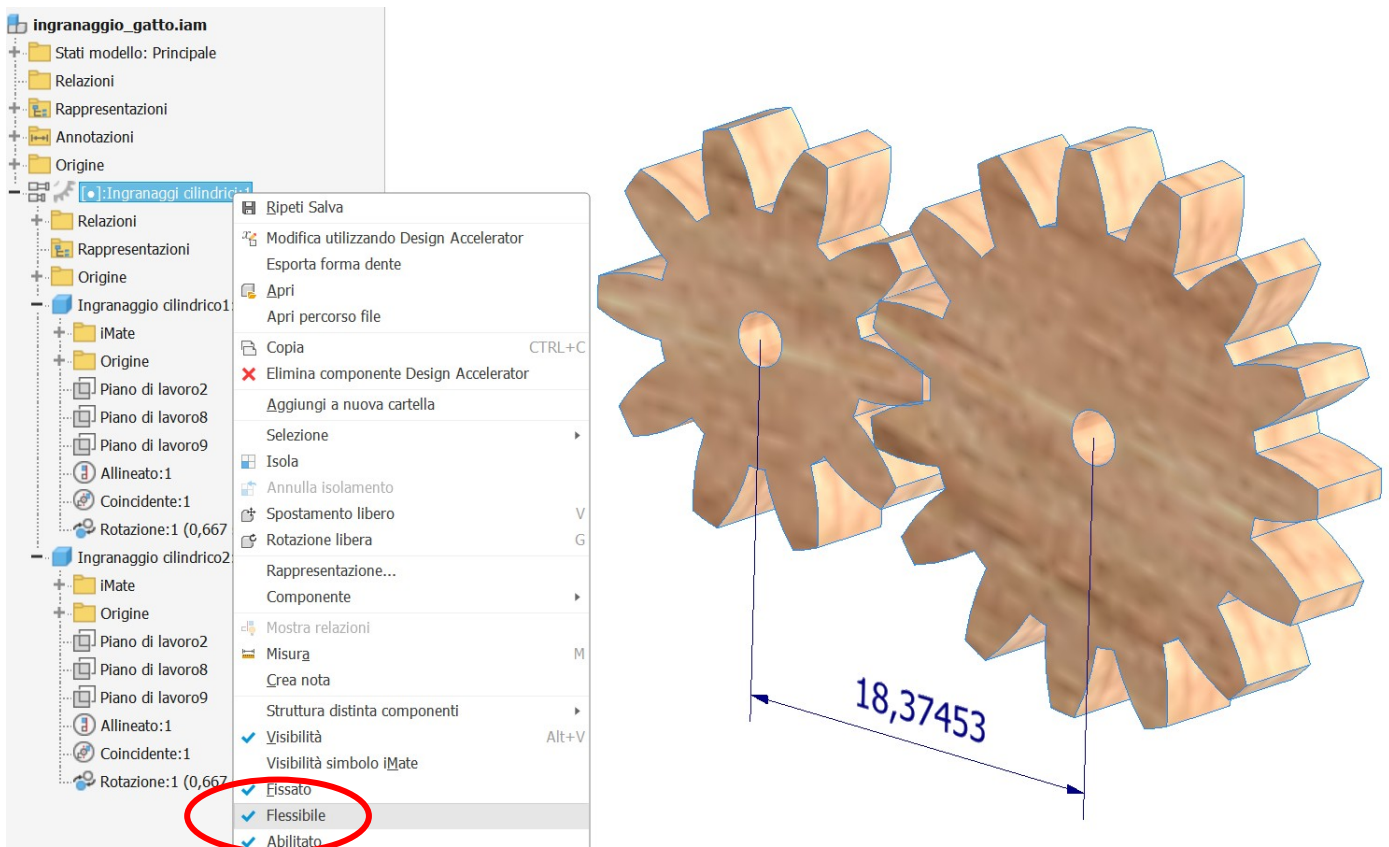 ingranaggio_gatto.iam
Stati modello: Principale
Relazioni
Rappresentazioni
Annotazioni
Origine
[•]:Ingranaggi cilindrici:1
Relazioni
Rappresentazioni
Origine
Ingranaggio cilindrico1:
iMate
Origine
Piano di lavoro2
Piano di lavoro8
Piano di lavoro9
Allineato:1
Coincidente:1
Rotazione:1 (0,667
Ingranaggio cilindrico2:
iMate
Origine
Piano di lavoro2
Piano di lavoro8
Piano di lavoro9
Allineato:1
Coincidente:1
Rotazione:1 (0,667
Ripeti Salva
Modifica utilizzando Design Accelerator
Esporta forma dente
Apri
Apri percorso file
Copia CTRL+C
Elimina componente Design Accelerator
Aggiungi a nuova cartella
Selezione
Isola
Annulla isolamento
Spostamento libero V
Rotazione libera G
Rappresentazione...
Componente
Mostra relazioni
Misura M
Crea nota
Struttura distinta componenti
Visibilità Alt+V
Visibilità simbolo iMate
Fissato
Flessibile
Abilitato
18,37453